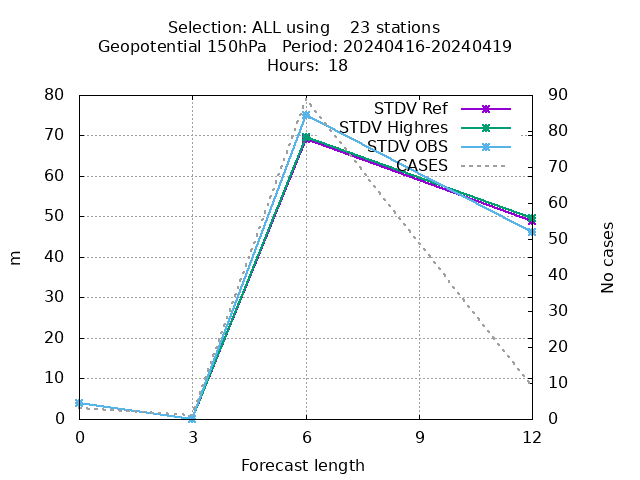 Selection: ALL using    23 stations
Geopotential 150hPa   Period: 20240416-20240419
Hours:  18
80
70
60
50
40
30
20
10
0
m
90
80
70
60
50
40
30
20
10
0
No cases
STDV Ref
STDV Highres
STDV OBS
CASES
0 3 6 9 12
Forecast length